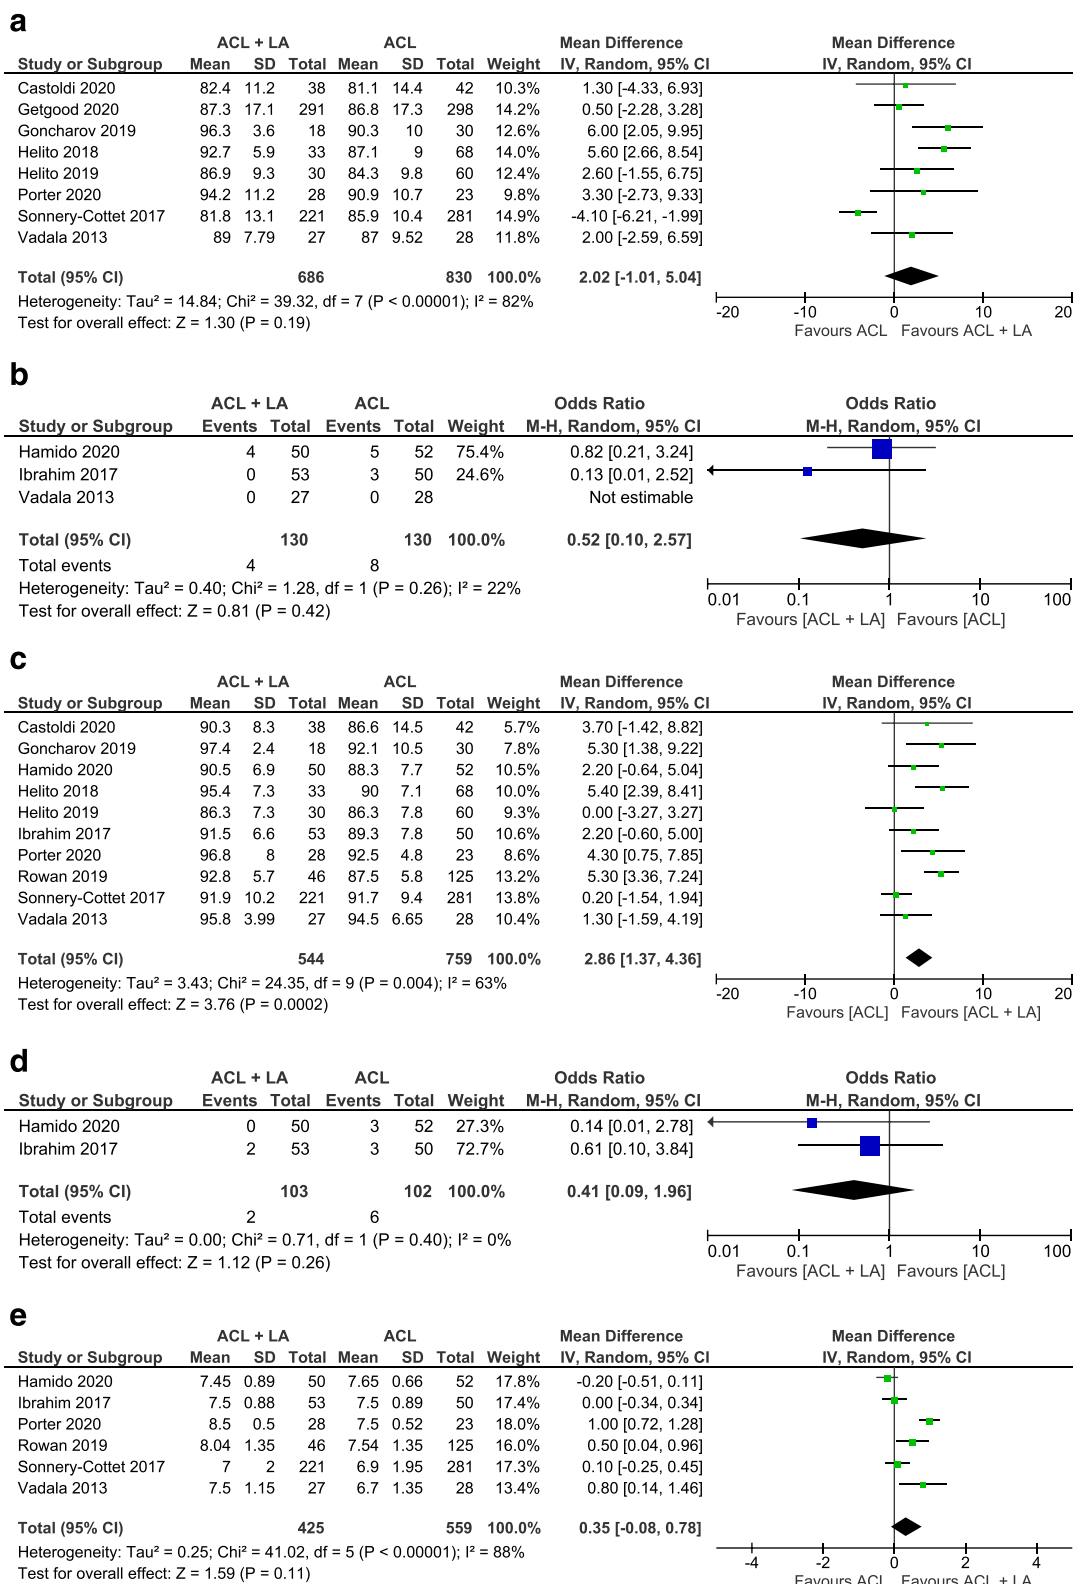 a
ACL + LA ACL Mean Difference Mean Difference
Study or Subgroup Mean SD Total Mean SD Total Weight IV, Random, 95% CI IV, Random, 95% CI
Castoldi 2020 82.4 11.2 38 81.1 14.4 42 10.3% 1.30 [-4.33, 6.93]
Getgood 2020 87.3 17.1 291 86.8 17.3 298 14.2% 0.50 [-2.28, 3.28]
Goncharov 2019 96.3 3.6 18 90.3 10 30 12.6% 6.00 [2.05, 9.95]
Helito 2018 92.7 5.9 33 87.1 9 68 14.0% 5.60 [2.66, 8.54]
Helito 2019 86.9 9.3 30 84.3 9.8 60 12.4% 2.60 [-1.55, 6.75]
Porter 2020 94.2 11.2 28 90.9 10.7 23 9.8% 3.30 [-2.73, 9.33]
Sonnery-Cottet 2017 81.8 13.1 221 85.9 10.4 281 14.9% -4.10 [-6.21, -1.99]
Vadala 2013 89 7.79 27 87 9.52 28 11.8% 2.00 [-2.59, 6.59]
Total (95% CI) 686 830 100.0% 2.02 [-1.01, 5.04]
Heterogeneity: Tau² = 14.84; Chi² = 39.32, df = 7 (P < 0.00001); I² = 82%
Test for overall effect: Z = 1.30 (P = 0.19)
-20 -10 0 10 20
Favours ACL Favours ACL + LA
b
ACL + LA ACL Odds Ratio Odds Ratio
Study or Subgroup Events Total Events Total Weight M-H, Random, 95% CI M-H, Random, 95% CI
Hamido 2020 4 50 5 52 75.4% 0.82 [0.21, 3.24]
Ibrahim 2017 0 53 3 50 24.6% 0.13 [0.01, 2.52]
Vadala 2013 0 27 0 28 Not estimable
Total (95% CI) 130 130 100.0% 0.52 [0.10, 2.57]
Total events 4 8
Heterogeneity: Tau² = 0.40; Chi² = 1.28, df = 1 (P = 0.26); I² = 22%
Test for overall effect: Z = 0.81 (P = 0.42)
0.01 0.1 1 10 100
Favours [ACL + LA] Favours [ACL]
c
ACL + LA ACL Mean Difference Mean Difference
Study or Subgroup Mean SD Total Mean SD Total Weight IV, Random, 95% CI IV, Random, 95% CI
Castoldi 2020 90.3 8.3 38 86.6 14.5 42 5.7% 3.70 [-1.42, 8.82]
Goncharov 2019 97.4 2.4 18 92.1 10.5 30 7.8% 5.30 [1.38, 9.22]
Hamido 2020 90.5 6.9 50 88.3 7.7 52 10.5% 2.20 [-0.64, 5.04]
Helito 2018 95.4 7.3 33 90 7.1 68 10.0% 5.40 [2.39, 8.41]
Helito 2019 86.3 7.3 30 86.3 7.8 60 9.3% 0.00 [-3.27, 3.27]
Ibrahim 2017 91.5 6.6 53 89.3 7.8 50 10.6% 2.20 [-0.60, 5.00]
Porter 2020 96.8 8 28 92.5 4.8 23 8.6% 4.30 [0.75, 7.85]
Rowan 2019 92.8 5.7 46 87.5 5.8 125 13.2% 5.30 [3.36, 7.24]
Sonnery-Cottet 2017 91.9 10.2 221 91.7 9.4 281 13.8% 0.20 [-1.54, 1.94]
Vadala 2013 95.8 3.99 27 94.5 6.65 28 10.4% 1.30 [-1.59, 4.19]
Total (95% CI) 544 759 100.0% 2.86 [1.37, 4.36]
Heterogeneity: Tau² = 3.43; Chi² = 24.35, df = 9 (P = 0.004); I² = 63%
Test for overall effect: Z = 3.76 (P = 0.0002)
-20 -10 0 10 20
Favours [ACL] Favours [ACL + LA]
d
ACL + LA ACL Odds Ratio Odds Ratio
Study or Subgroup Events Total Events Total Weight M-H, Random, 95% CI M-H, Random, 95% CI
Hamido 2020 0 50 3 52 27.3% 0.14 [0.01, 2.78]
Ibrahim 2017 2 53 3 50 72.7% 0.61 [0.10, 3.84]
Total (95% CI) 103 102 100.0% 0.41 [0.09, 1.96]
Total events 2 6
Heterogeneity: Tau² = 0.00; Chi² = 0.71, df = 1 (P = 0.40); I² = 0%
Test for overall effect: Z = 1.12 (P = 0.26)
0.01 0.1 1 10 100
Favours [ACL + LA] Favours [ACL]
e
ACL + LA ACL Mean Difference Mean Difference
Study or Subgroup Mean SD Total Mean SD Total Weight IV, Random, 95% CI IV, Random, 95% CI
Hamido 2020 7.45 0.89 50 7.65 0.66 52 17.8% -0.20 [-0.51, 0.11]
Ibrahim 2017 7.5 0.88 53 7.5 0.89 50 17.4% 0.00 [-0.34, 0.34]
Porter 2020 8.5 0.5 28 7.5 0.52 23 18.0% 1.00 [0.72, 1.28]
Rowan 2019 8.04 1.35 46 7.54 1.35 125 16.0% 0.50 [0.04, 0.96]
Sonnery-Cottet 2017 7 2 221 6.9 1.95 281 17.3% 0.10 [-0.25, 0.45]
Vadala 2013 7.5 1.15 27 6.7 1.35 28 13.4% 0.80 [0.14, 1.46]
Total (95% CI) 425 559 100.0% 0.35 [-0.08, 0.78]
Heterogeneity: Tau² = 0.25; Chi² = 41.02, df = 5 (P < 0.00001); I² = 88%
Test for overall effect: Z = 1.59 (P = 0.11)
-4 -2 0 2 4
Favours ACL Favours ACL + LA